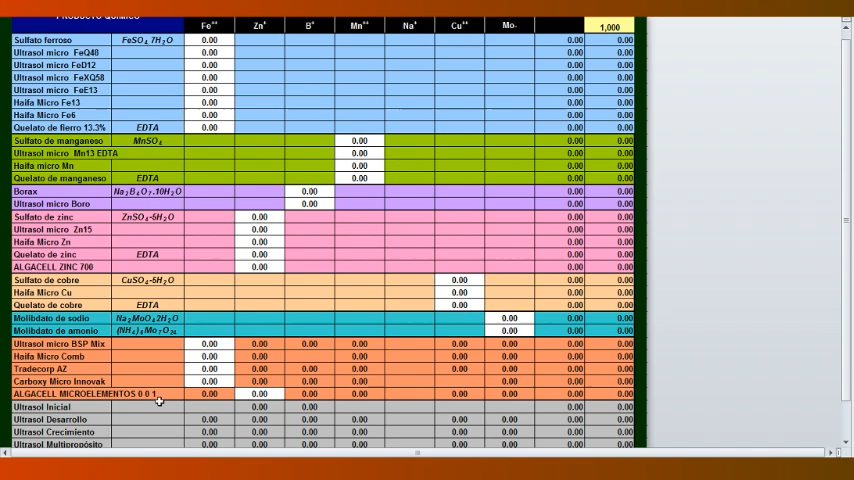 PRODUCTO QUIMICO
Fe++ Zn+ B+ Mn++ Na+ Cu++ Mo- 1,000
Sulfato ferroso FeSO4.7H2O 0.00 0.00 0.00
Ultrasol micro FeQ48 0.00 0.00 0.00
Ultrasol micro FeD12 0.00 0.00 0.00
Ultrasol micro FeXQ58 0.00 0.00 0.00
Ultrasol micro FeE13 0.00 0.00 0.00
Haifa Micro Fe13 0.00 0.00 0.00
Haifa Micro Fe6 0.00 0.00 0.00
Quelato de fierro 13.3% EDTA 0.00 0.00 0.00
Sulfato de manganeso MnSO4 0.00 0.00 0.00
Ultrasol micro Mn13 EDTA 0.00 0.00 0.00
Haifa micro Mn 0.00 0.00 0.00
Quelato de manganeso EDTA 0.00 0.00 0.00
Borax Na2B4O7.10H2O 0.00 0.00 0.00
Ultrasol micro Boro 0.00 0.00 0.00
Sulfato de zinc ZnSO4-5H2O 0.00 0.00 0.00
Ultrasol micro Zn15 0.00 0.00 0.00
Haifa Micro Zn 0.00 0.00 0.00
Quelato de zinc EDTA 0.00 0.00 0.00
ALGACELL ZINC 700 0.00 0.00 0.00
Sulfato de cobre CuSO4-5H2O 0.00 0.00 0.00
Haifa Micro Cu 0.00 0.00 0.00
Quelato de cobre EDTA 0.00 0.00 0.00
Molibdato de sodio Na2MoO4 2H2O 0.00 0.00 0.00
Molibdato de amonio (NH4)6Mo7O24 0.00 0.00 0.00
Ultrasol micro BSP Mix 0.00 0.00 0.00 0.00 0.00 0.00 0.00 0.00
Haifa Micro Comb 0.00 0.00 0.00 0.00 0.00 0.00 0.00 0.00
Tradecorp AZ 0.00 0.00 0.00 0.00 0.00 0.00 0.00 0.00
Carboxy Micro Innovak 0.00 0.00 0.00 0.00 0.00 0.00 0.00 0.00
ALGACELL MICROELEMENTOS 0 0 1 0.00 0.00 0.00 0.00 0.00 0.00 0.00
Ultrasol Inicial 0.00 0.00 0.00 0.00
Ultrasol Desarrollo 0.00 0.00 0.00 0.00 0.00 0.00 0.00 0.00
Ultrasol Crecimiento 0.00 0.00 0.00 0.00 0.00 0.00 0.00 0.00
Ultrasol Multipropósito 0.00 0.00 0.00 0.00 0.00 0.00 0.00 0.00